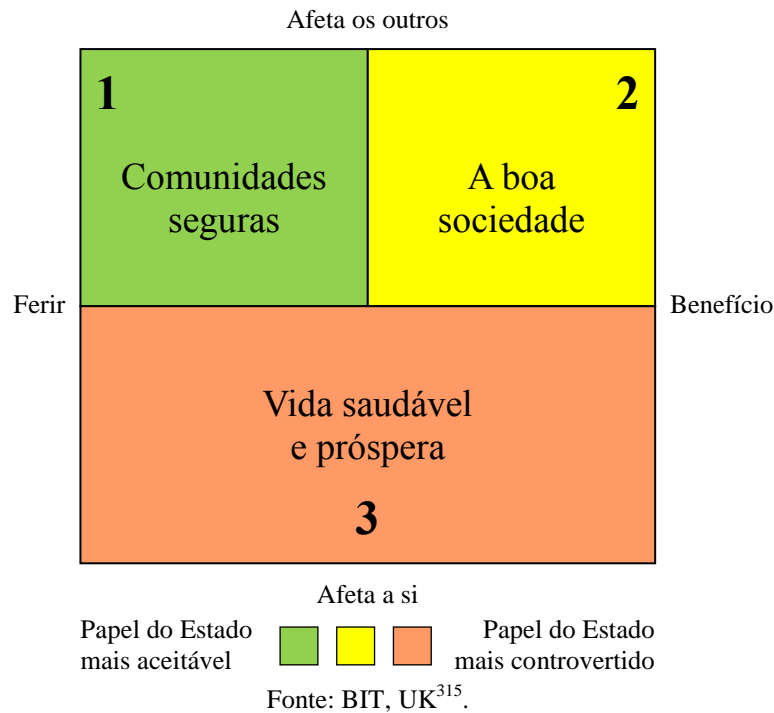 Afeta os outros
1
2
Comunidades
seguras
A boa
sociedade
Ferir
Benefício
Vida saudável
e próspera
3
Afeta a si
Papel do Estado
mais aceitável
Papel do Estado
mais controvertido
Fonte: BIT, UK315.